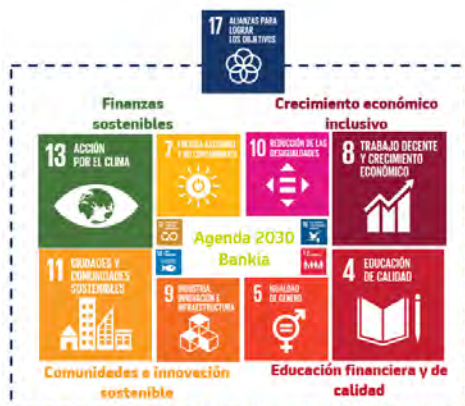 17 ALIANZAS PARA
LOGRAR
LOS OBJETIVOS
Finanzas
sostenibles
Crecimiento económico
inclusivo
13 ACCIÓN
POR EL CLIMA
7 ENERGÍA ASEQUIBLE
Y NO CONTAMINANTE
10 REDUCCIÓN DE LAS
DESIGUALDADES
8 TRABAJO DECENTE
Y CRECIMIENTO
ECONÓMICO
Agenda 2030
Bankia
11 CIUDADES Y
COMUNIDADES
SOSTENIBLES
9 INDUSTRIA,
INNOVACIÓN E
INFRAESTRUCTURA
5 IGUALDAD
DE GÉNERO
4 EDUCACIÓN
DE CALIDAD
Comunidades e innovación
sostenible
Educación financiera y de
calidad